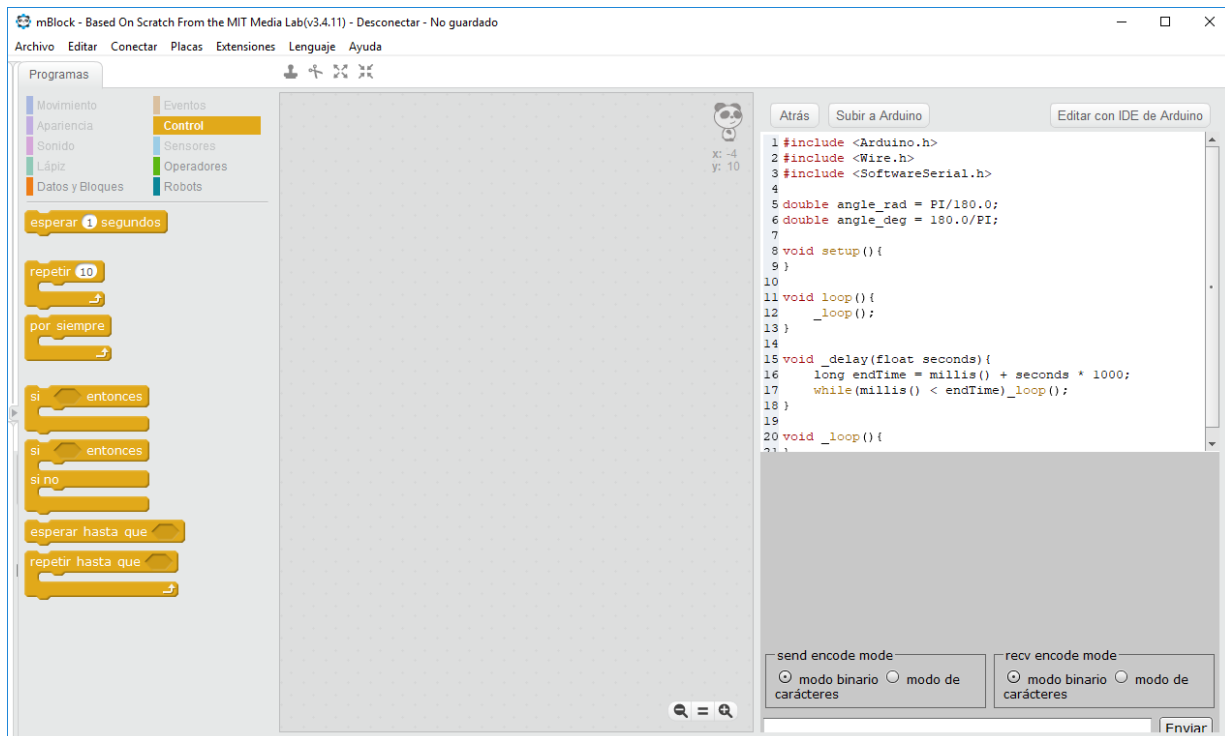 mBlock - Based On Scratch From the MIT Media Lab(v3.4.11) - Desconectar - No guardado
Archivo Editar Conectar Placas Extensiones Lenguaje Ayuda
Programas
Movimiento Eventos
Apariencia Control
Sonido Sensores
Lápiz Operadores
Datos y Bloques Robots
esperar 1 segundos
repetir 10
por siempre
si entonces
si entonces
si no
esperar hasta que
repetir hasta que
x: -4
y: 10
Atrás Subir a Arduino Editar con IDE de Arduino
1 #include <Arduino.h>
2 #include <Wire.h>
3 #include <SoftwareSerial.h>
4
5 double angle_rad = PI/180.0;
6 double angle_deg = 180.0/PI;
7
8 void setup(){
9 }
10
11 void loop(){
12 _loop();
13 }
14
15 void _delay(float seconds){
16 long endTime = millis() + seconds * 1000;
17 while(millis() < endTime)_loop();
18 }
19
20 void _loop(){
21 }
send encode mode
modo binario modo de
carácteres
recv encode mode
modo binario modo de
carácteres
Enviar